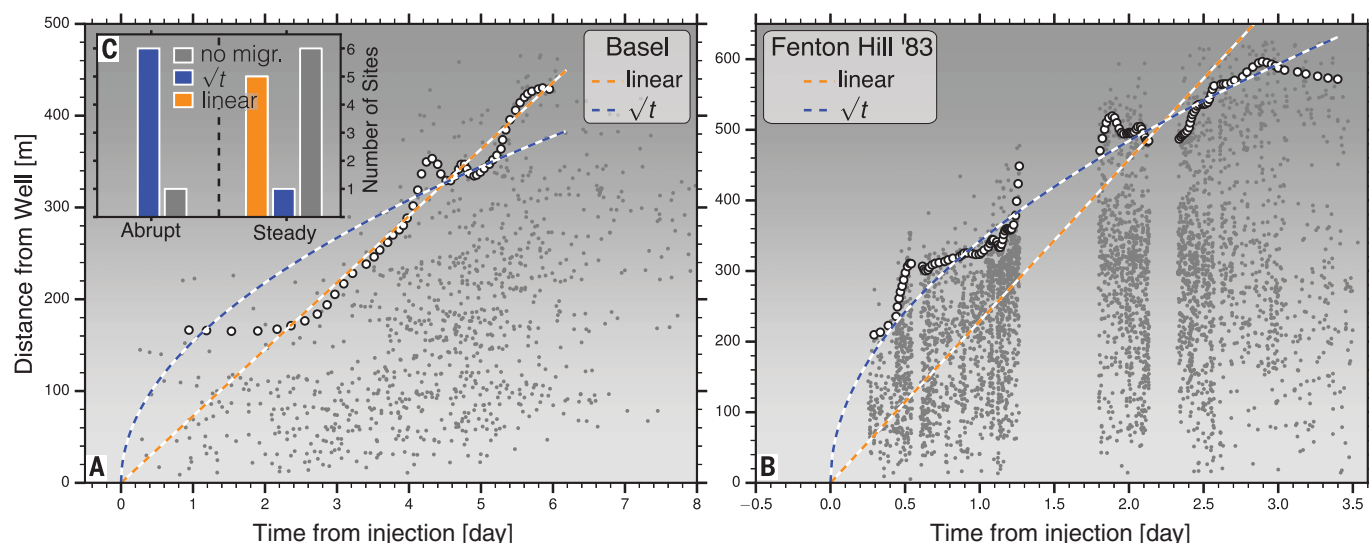 500
400
300
200
100
0
Distance from Well [m]
C
no migr.
√t
linear
6
5
4
3
2
1
Number of Sites
Abrupt
Steady
Basel
linear
√t
A
0 1 2 3 4 5 6 7 8
Time from injection [day]
600
500
400
300
200
100
0
Fenton Hill '83
linear
√t
B
−0.5 0.0 0.5 1.0 1.5 2.0 2.5 3.0 3.5
Time from injection [day]